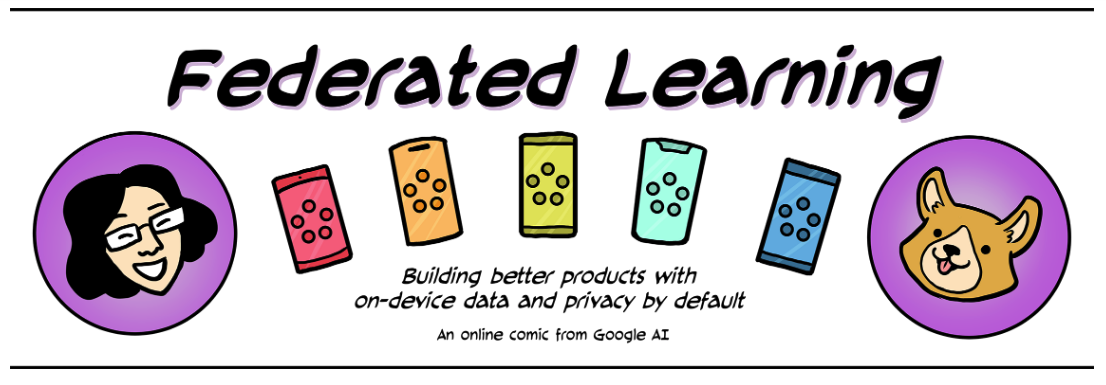 Federated Learning
Building better products with
on-device data and privacy by default
An online comic from Google AI